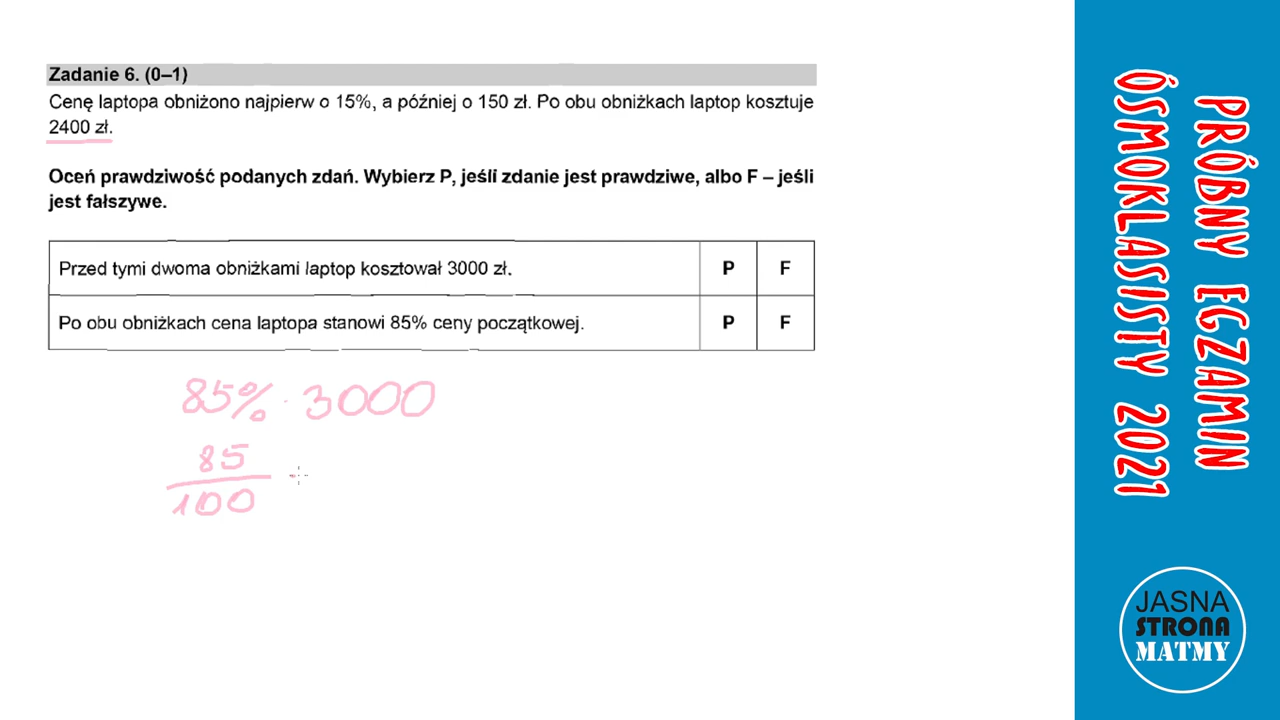 Zadanie 6. (0–1)
Cenę laptopa obniżono najpierw o 15%, a później o 150 zł. Po obu obniżkach laptop kosztuje
2400 zł.
Oceń prawdziwość podanych zdań. Wybierz P, jeśli zdanie jest prawdziwe, albo F – jeśli
jest fałszywe.
Przed tymi dwoma obniżkami laptop kosztował 3000 zł. P F
Po obu obniżkach cena laptopa stanowi 85% ceny początkowej. P F
85% · 3000
85
100
PRÓBNY EGZAMIN
ÓSMOKLASISTY 2021
JASNA
STRONA
MATMY